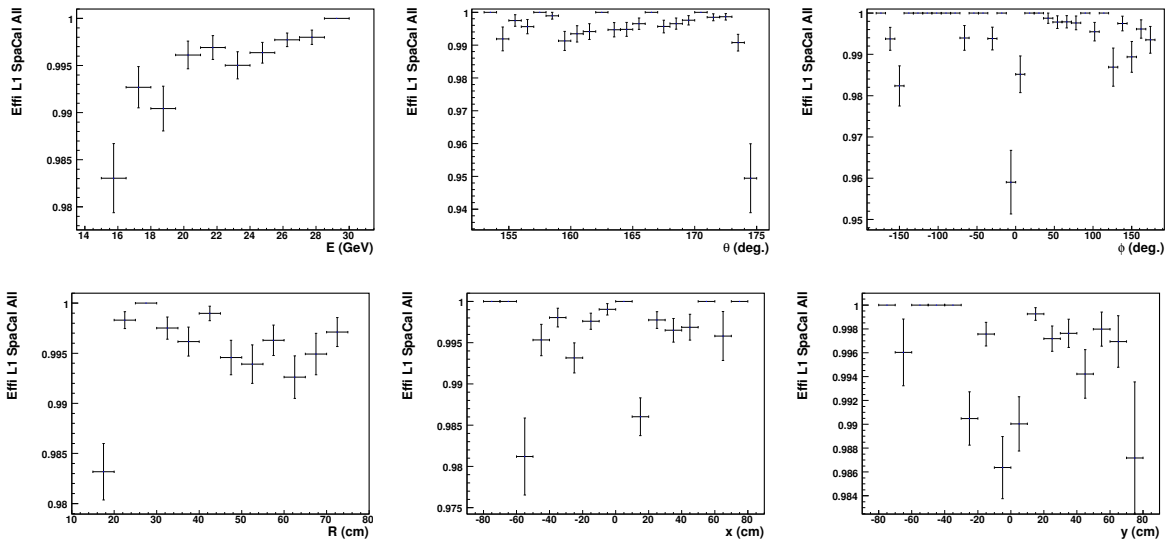 Effi L1 SpaCal All
1
0.995
0.99
0.985
0.98
14 16 18 20 22 24 26 28 30
E (GeV)
Effi L1 SpaCal All
1
0.99
0.98
0.97
0.96
0.95
0.94
155 160 165 170 175
θ (deg.)
Effi L1 SpaCal All
1
0.99
0.98
0.97
0.96
0.95
-150 -100 -50 0 50 100 150
ϕ (deg.)
Effi L1 SpaCal All
1
0.995
0.99
0.985
0.98
10 20 30 40 50 60 70 80
R (cm)
Effi L1 SpaCal All
1
0.995
0.99
0.985
0.98
0.975
-80 -60 -40 -20 0 20 40 60 80
x (cm)
Effi L1 SpaCal All
1
0.998
0.996
0.994
0.992
0.99
0.988
0.986
0.984
-80 -60 -40 -20 0 20 40 60 80
y (cm)